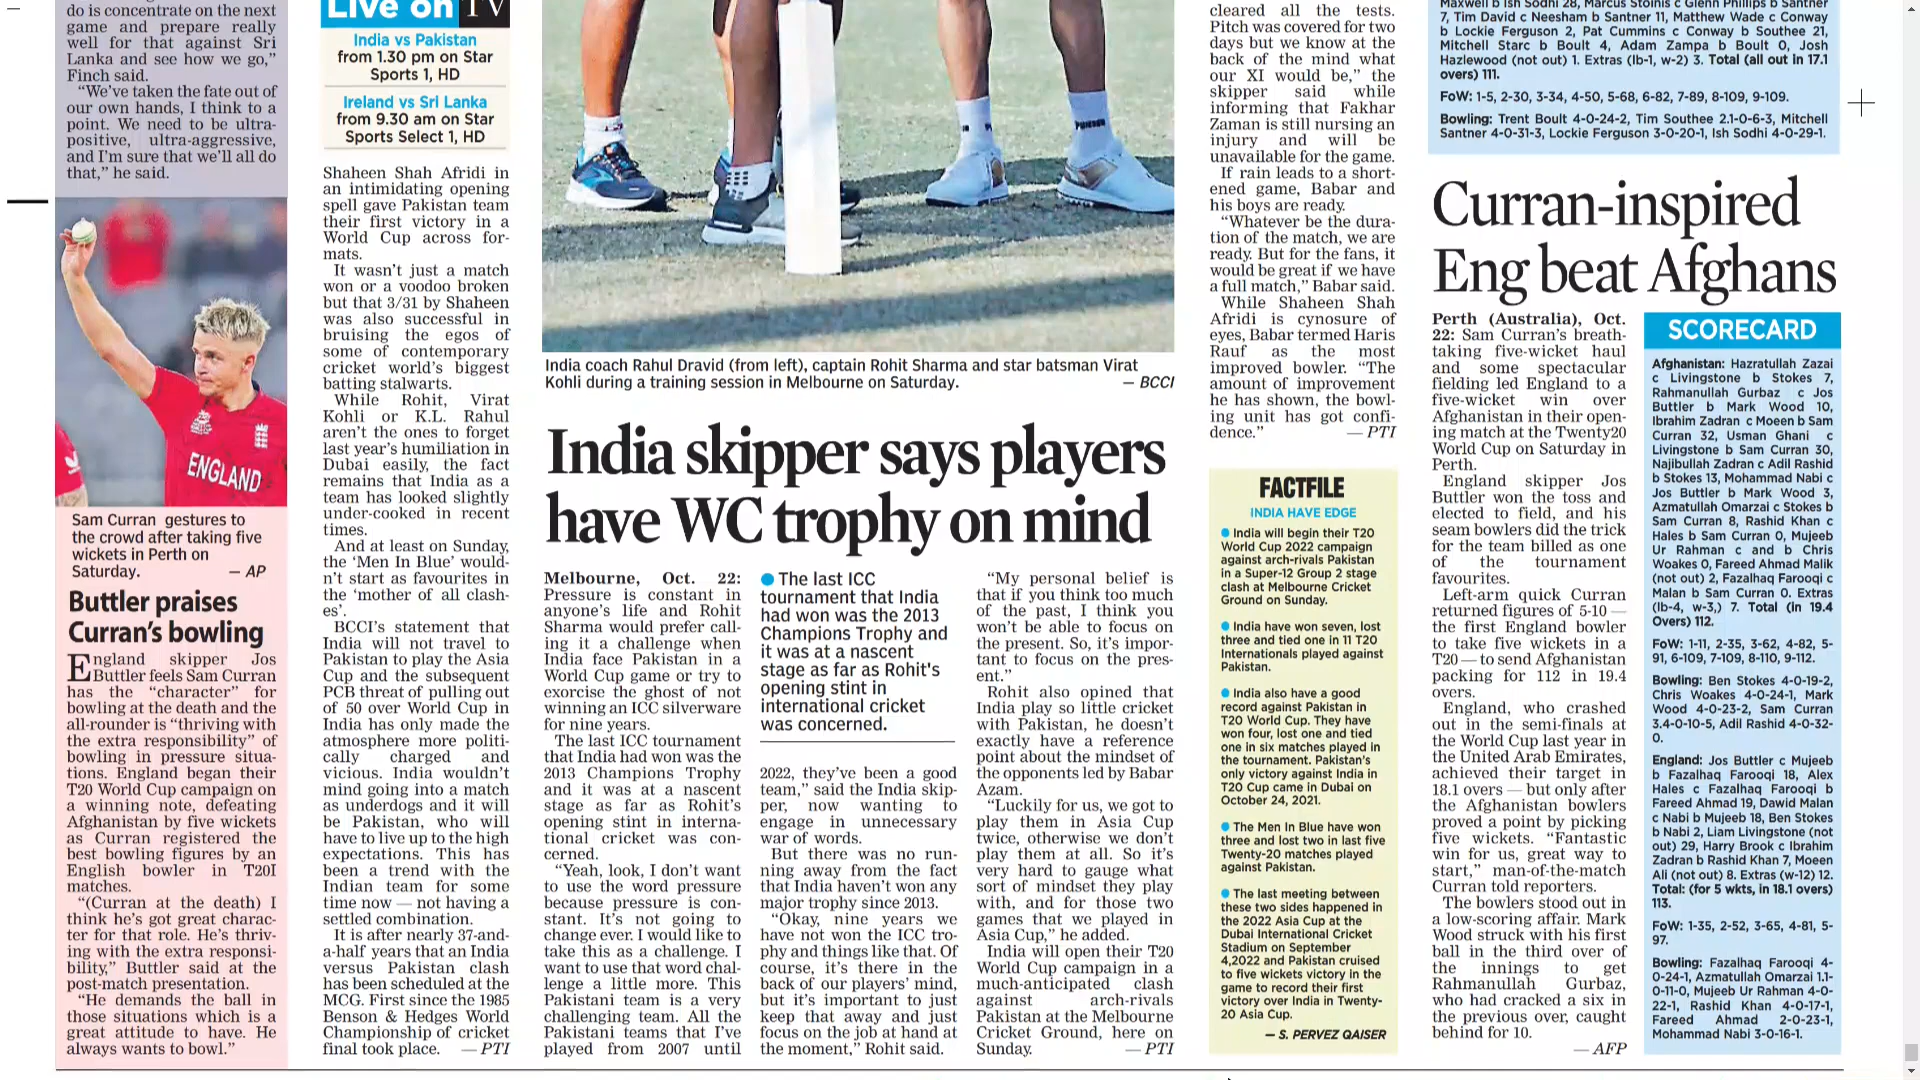 do is concentrate on the next
game and prepare really
well for that against Sri
Lanka and see how we go,”
Finch said.
“We’ve taken the fate out of
our own hands, I think to a
point. We need to be ultra-
positive, ultra-aggressive,
and I’m sure that we’ll all do
that,” he said.
ENGLAND
Sam Curran gestures to
the crowd after taking five
wickets in Perth on
Saturday. — AP
Buttler praises
Curran’s bowling
England skipper Jos
Buttler feels Sam Curran
has the “character” for
bowling at the death and the
all-rounder is “thriving with
the extra responsibility” of
bowling in pressure situa-
tions. England began their
T20 World Cup campaign on
a winning note, defeating
Afghanistan by five wickets
as Curran registered the
best bowling figures by an
English bowler in T20I
matches.
“(Curran at the death) I
think he’s got great charac-
ter for that role. He’s thriv-
ing with the extra responsi-
bility,” Buttler said at the
post-match presentation.
“He demands the ball in
those situations which is a
great attitude to have. He
always wants to bowl.”
Live on TV
India vs Pakistan
from 1.30 pm on Star
Sports 1, HD
Ireland vs Sri Lanka
from 9.30 am on Star
Sports Select 1, HD
Shaheen Shah Afridi in
an intimidating opening
spell gave Pakistan team
their first victory in a
World Cup across for-
mats.
It wasn’t just a match
won or a voodoo broken
but that 3/31 by Shaheen
was also successful in
bruising the egos of
some of contemporary
cricket world’s biggest
batting stalwarts.
While Rohit, Virat
Kohli or K.L. Rahul
aren’t the ones to forget
last year’s humiliation in
Dubai easily, the fact
remains that India as a
team has looked slightly
under-cooked in recent
times.
And at least on Sunday,
the ‘Men In Blue’ would-
n’t start as favourites in
the ‘mother of all clash-
es’.
BCCI’s statement that
India will not travel to
Pakistan to play the Asia
Cup and the subsequent
PCB threat of pulling out
of 50 over World Cup in
India has only made the
atmosphere more politi-
cally charged and
vicious. India wouldn’t
mind going into a match
as underdogs and it will
be Pakistan, who will
have to live up to the high
expectations. This has
been a trend with the
Indian team for some
time now — not having a
settled combination.
It is after nearly 37-and-
a-half years that an India
versus Pakistan clash
has been scheduled at the
MCG. First since the 1985
Benson & Hedges World
Championship of cricket
final took place. — PTI
India coach Rahul Dravid (from left), captain Rohit Sharma and star batsman Virat
Kohli during a training session in Melbourne on Saturday. — BCCI
India skipper says players
have WC trophy on mind
Melbourne, Oct. 22:
Pressure is constant in
anyone’s life and Rohit
Sharma would prefer call-
ing it a challenge when
India face Pakistan in a
World Cup game or try to
exorcise the ghost of not
winning an ICC silverware
for nine years.
The last ICC tournament
that India had won was the
2013 Champions Trophy
and it was at a nascent
stage as far as Rohit’s
opening stint in interna-
tional cricket was con-
cerned.
“Yeah, look, I don’t want
to use the word pressure
because pressure is con-
stant. It’s not going to
change ever. I would like to
take this as a challenge. I
want to use that word chal-
lenge a little more. This
Pakistani team is a very
challenging team. All the
Pakistani teams that I’ve
played from 2007 until
● The last ICC
tournament that India
had won was the 2013
Champions Trophy and
it was at a nascent
stage as far as Rohit's
opening stint in
international cricket
was concerned.
2022, they’ve been a good
team,” said the India skip-
per, now wanting to
engage in unnecessary
war of words.
But there was no run-
ning away from the fact
that India haven’t won any
major trophy since 2013.
“Okay, nine years we
have not won the ICC tro-
phy and things like that. Of
course, it’s there in the
back of our players’ mind,
but it’s important to just
keep that away and just
focus on the job at hand at
the moment,” Rohit said.
“My personal belief is
that if you think too much
of the past, I think you
won’t be able to focus on
the present. So, it’s impor-
tant to focus on the pres-
ent.”
Rohit also opined that
India play so little cricket
with Pakistan, he doesn’t
exactly have a reference
point about the mindset of
the opponents led by Babar
Azam.
“Luckily for us, we got to
play them in Asia Cup
twice, otherwise we don’t
play them at all. So it’s
very hard to gauge what
sort of mindset they play
with, and for those two
games that we played in
Asia Cup,” he added.
India will open their T20
World Cup campaign in a
much-anticipated clash
against arch-rivals
Pakistan at the Melbourne
Cricket Ground, here on
Sunday. — PTI
cleared all the tests.
Pitch was covered for two
days but we know at the
back of the mind what
our XI would be,” the
skipper said while
informing that Fakhar
Zaman is still nursing an
injury and will be
unavailable for the game.
If rain leads to a short-
ened game, Babar and
his boys are ready.
“Whatever be the dura-
tion of the match, we are
ready. But for the fans, it
would be great if we have
a full match,” Babar said.
While Shaheen Shah
Afridi is cynosure of
eyes, Babar termed Haris
Rauf as the most
improved bowler. “The
amount of improvement
he has shown, the bowl-
ing unit has got confi-
dence.” — PTI
FACTFILE
INDIA HAVE EDGE
● India will begin their T20
World Cup 2022 campaign
against arch-rivals Pakistan
in a Super-12 Group 2 stage
clash at Melbourne Cricket
Ground on Sunday.
● India have won seven, lost
three and tied one in 11 T20
Internationals played against
Pakistan.
● India also have a good
record against Pakistan in
T20 World Cup. They have
won four, lost one and tied
one in six matches played in
the tournament. Pakistan's
only victory against India in
T20 Cup came in Dubai on
October 24, 2021.
● The Men In Blue have won
three and lost two in last five
Twenty-20 matches played
against Pakistan.
● The last meeting between
these two sides happened in
the 2022 Asia Cup at the
Dubai International Cricket
Stadium on September
4,2022 and Pakistan cruised
to five wickets victory in the
game to record their first
victory over India in Twenty-
20 Asia Cup.
— S. PERVEZ QAISER
Maxwell b Ish Sodhi 28, Marcus Stoinis c Glenn Phillips b Santner
7, Tim David c Neesham b Santner 11, Matthew Wade c Conway
b Lockie Ferguson 2, Pat Cummins c Conway b Southee 21,
Mitchell Starc b Boult 4, Adam Zampa b Boult 0, Josh
Hazlewood (not out) 1. Extras (lb-1, w-2) 3. Total (all out in 17.1
overs) 111.
FoW: 1-5, 2-30, 3-34, 4-50, 5-68, 6-82, 7-89, 8-109, 9-109.
Bowling: Trent Boult 4-0-24-2, Tim Southee 2.1-0-6-3, Mitchell
Santner 4-0-31-3, Lockie Ferguson 3-0-20-1, Ish Sodhi 4-0-29-1.
Curran-inspired
Eng beat Afghans
Perth (Australia), Oct.
22: Sam Curran’s breath-
taking five-wicket haul
and some spectacular
fielding led England to a
five-wicket win over
Afghanistan in their open-
ing match at the Twenty20
World Cup on Saturday in
Perth.
England skipper Jos
Buttler won the toss and
elected to field, and his
seam bowlers did the trick
for the team billed as one
of the tournament
favourites.
Left-arm quick Curran
returned figures of 5-10 —
the first England bowler
to take five wickets in a
T20 — to send Afghanistan
packing for 112 in 19.4
overs.
England, who crashed
out in the semi-finals at
the World Cup last year in
the United Arab Emirates,
achieved their target in
18.1 overs — but only after
the Afghanistan bowlers
proved a point by picking
five wickets. “Fantastic
win for us, great way to
start,” man-of-the-match
Curran told reporters.
The bowlers stood out in
a low-scoring affair. Mark
Wood struck with his first
ball in the third over of
the innings to get
Rahmanullah Gurbaz,
who had cracked a six in
the previous over, caught
behind for 10.
— AFP
SCORECARD
Afghanistan: Hazratullah Zazai
c Livingstone b Stokes 7,
Rahmanullah Gurbaz c Jos
Buttler b Mark Wood 10,
Ibrahim Zadran c Moeen b Sam
Curran 32, Usman Ghani c
Livingstone b Sam Curran 30,
Najibullah Zadran c Adil Rashid
b Stokes 13, Mohammad Nabi c
Jos Buttler b Mark Wood 3,
Azmatullah Omarzai c Stokes b
Sam Curran 8, Rashid Khan c
Hales b Sam Curran 0, Mujeeb
Ur Rahman c and b Chris
Woakes 0, Fareed Ahmad Malik
(not out) 2, Fazalhaq Farooqi c
Malan b Sam Curran 0. Extras
(lb-4, w-3,) 7. Total (in 19.4
Overs) 112.
FoW: 1-11, 2-35, 3-62, 4-82, 5-
91, 6-109, 7-109, 8-110, 9-112.
Bowling: Ben Stokes 4-0-19-2,
Chris Woakes 4-0-24-1, Mark
Wood 4-0-23-2, Sam Curran
3.4-0-10-5, Adil Rashid 4-0-32-
0.
England: Jos Buttler c Mujeeb
b Fazalhaq Farooqi 18, Alex
Hales c Fazalhaq Farooqi b
Fareed Ahmad 19, Dawid Malan
c Nabi b Mujeeb 18, Ben Stokes
b Nabi 2, Liam Livingstone (not
out) 29, Harry Brook c Ibrahim
Zadran b Rashid Khan 7, Moeen
Ali (not out) 8. Extras (w-12) 12.
Total: (for 5 wkts, in 18.1 overs)
113.
FoW: 1-35, 2-52, 3-65, 4-81, 5-
97.
Bowling: Fazalhaq Farooqi 4-
0-24-1, Azmatullah Omarzai 1.1-
0-11-0, Mujeeb Ur Rahman 4-0-
22-1, Rashid Khan 4-0-17-1,
Fareed Ahmad 2-0-23-1,
Mohammad Nabi 3-0-16-1.